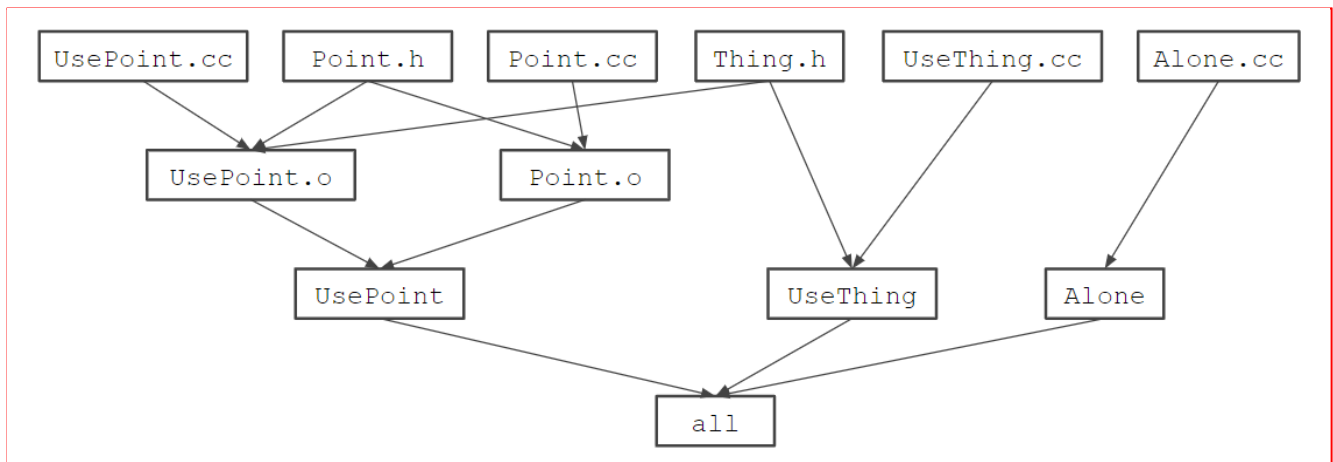 UsePoint.cc Point.h Point.cc Thing.h UseThing.cc Alone.cc
UsePoint.o Point.o
UsePoint UseThing Alone
all